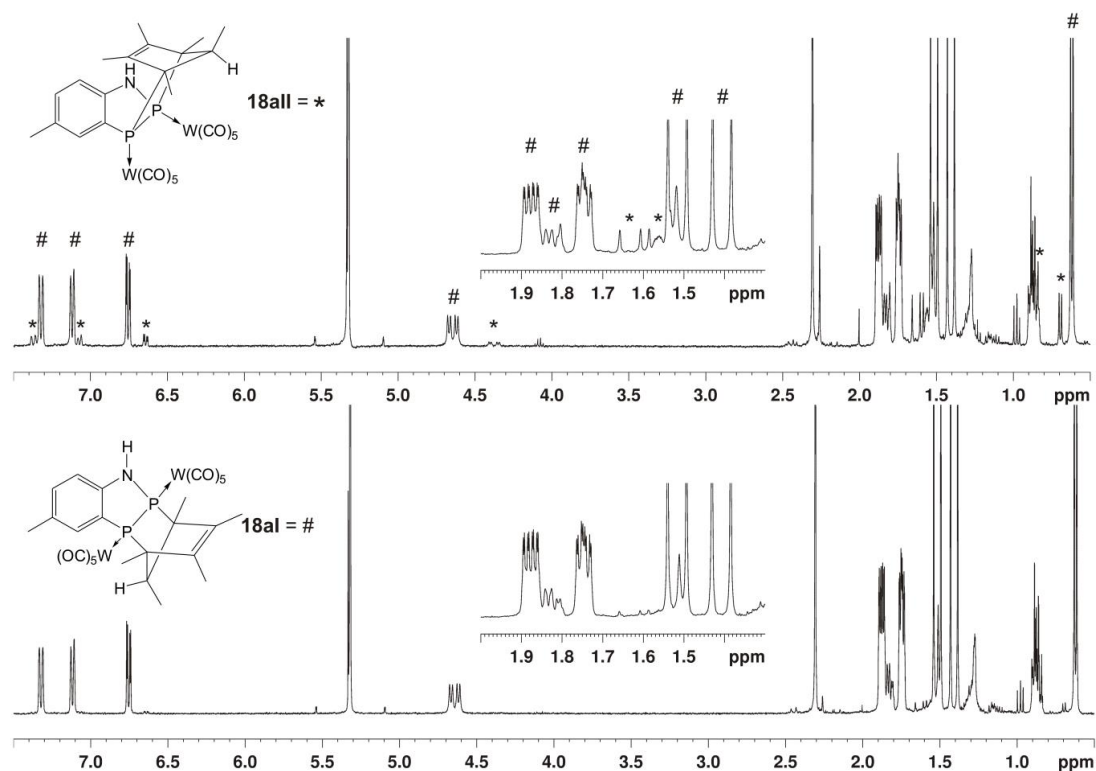 #
H
N
H
18aII = *
P
W(CO)5
P
W(CO)5
# #
# #
#
* *
1.9 1.8 1.7 1.6 1.5 ppm
# # #
* * *
#
*
* *
7.0 6.5 6.0 5.5 5.0 4.5 4.0 3.5 3.0 2.5 2.0 1.5 1.0 ppm
H
N
W(CO)5
P
P
18aI = #
(OC)5W
H
1.9 1.8 1.7 1.6 1.5 ppm
7.0 6.5 6.0 5.5 5.0 4.5 4.0 3.5 3.0 2.5 2.0 1.5 1.0 ppm